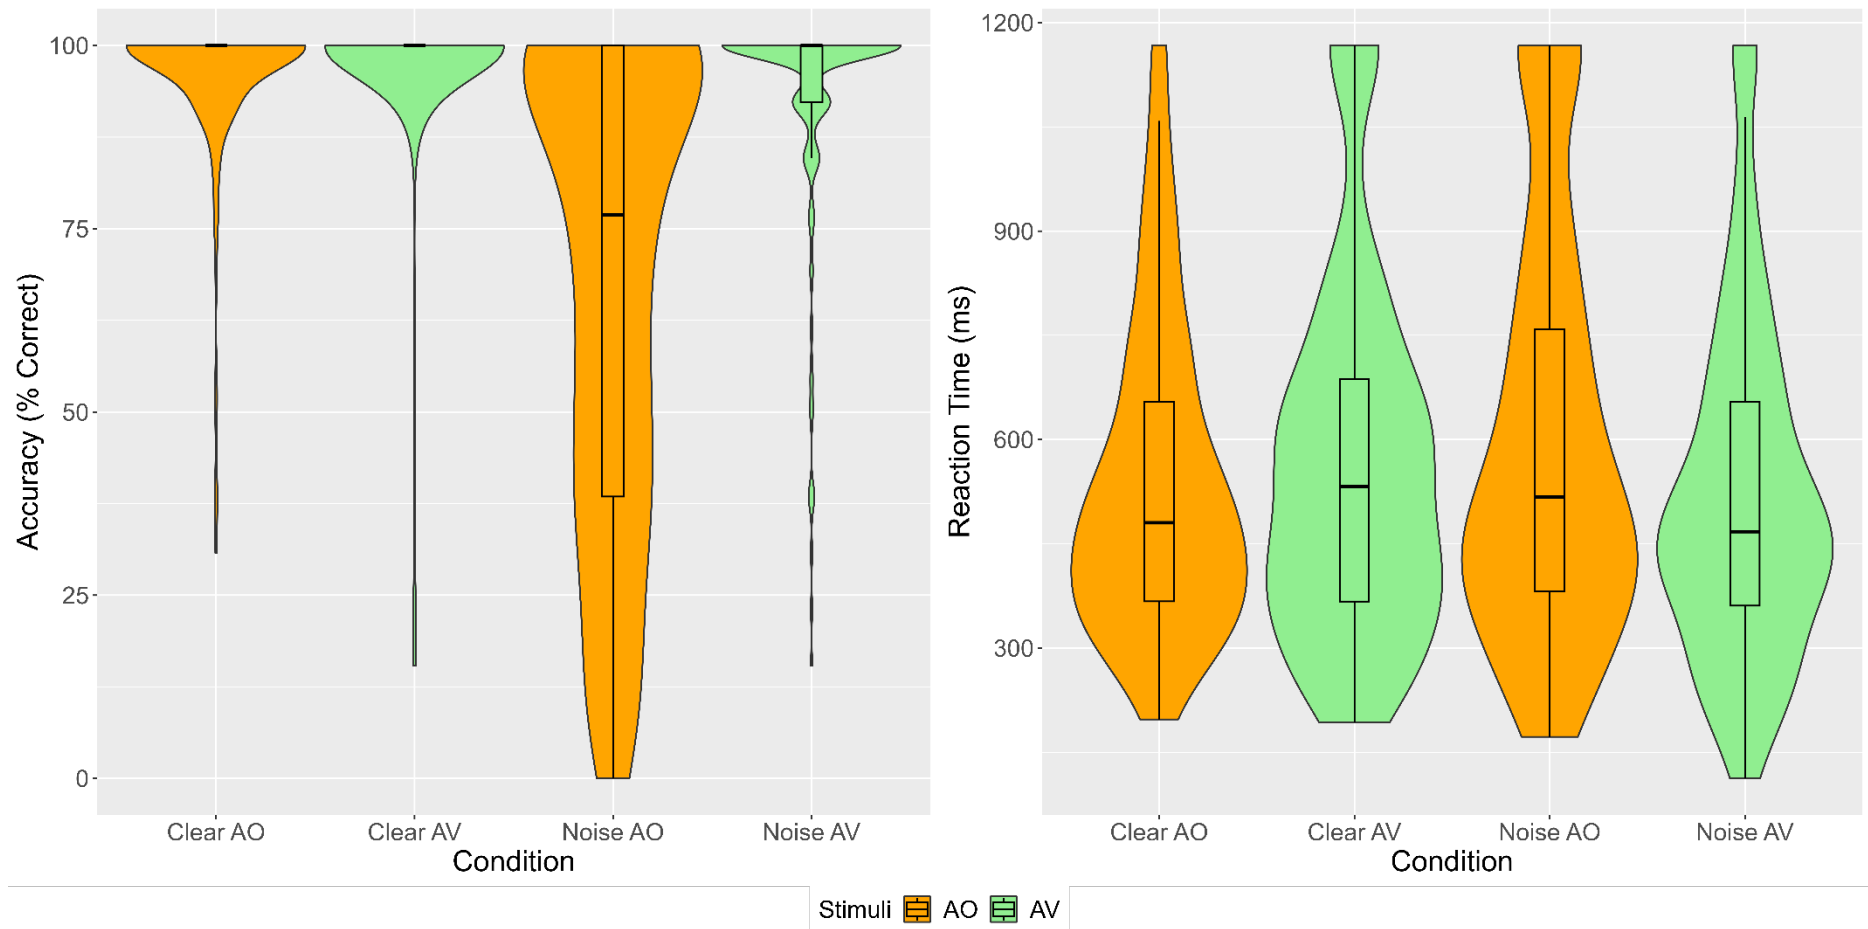 Accuracy (% Correct)
100
75
50
25
0
Clear AO Clear AV Noise AO Noise AV
Condition
Reaction Time (ms)
1200
900
600
300
Clear AO Clear AV Noise AO Noise AV
Condition
Stimuli AO AV